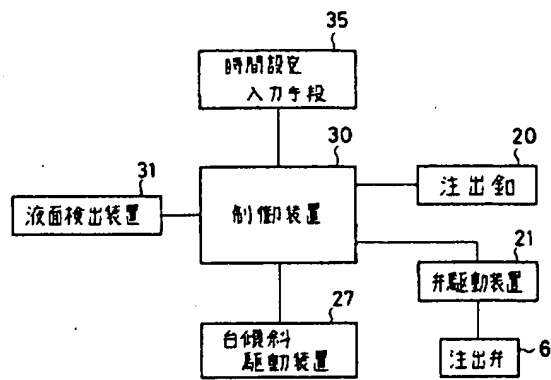 35
時間設定
入力手段
30
制御装置
20
注出釦
31
液面検出装置
21
弁駆動装置
27
台傾斜
駆動装置
注出弁
6